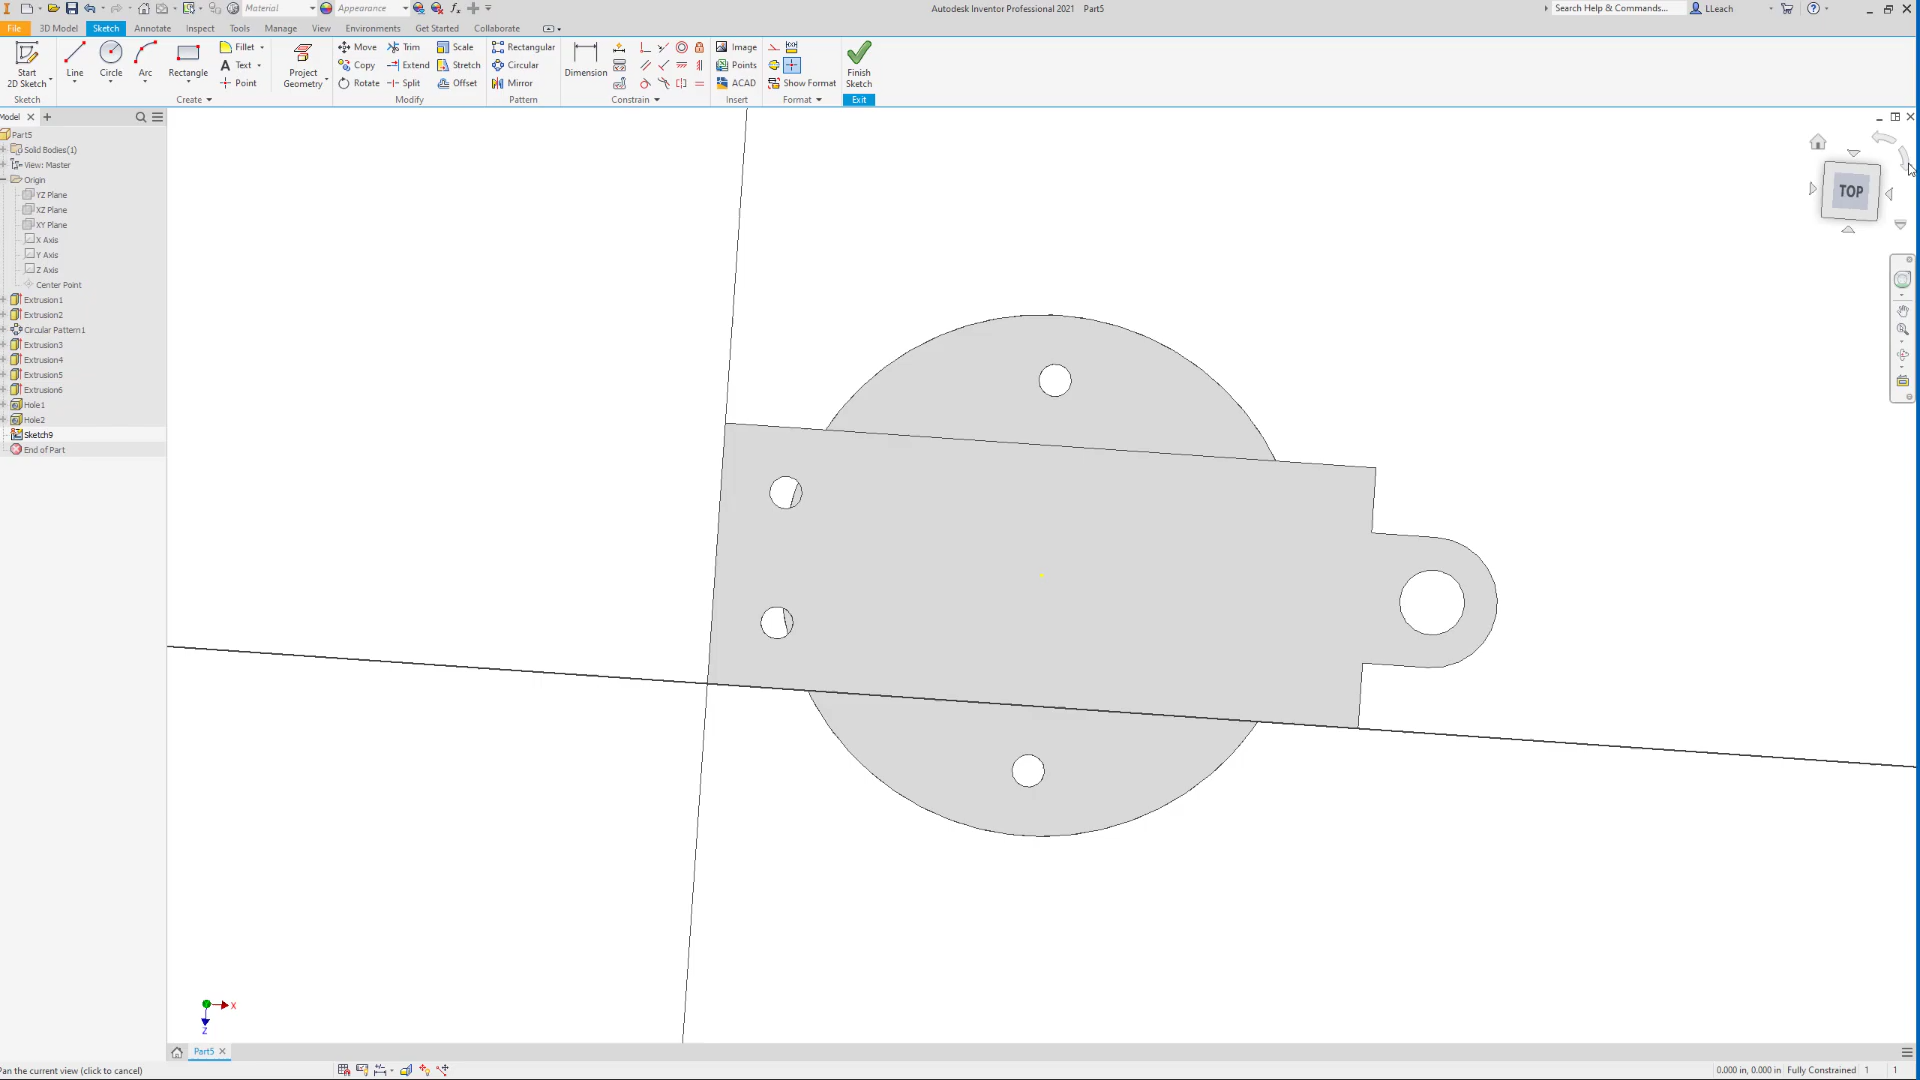 Material
Appearance
Autodesk Inventor Professional 2021 Part5
Search Help & Commands...
LLeach
File
3D Model
Sketch
Annotate
Inspect
Tools
Manage
View
Environments
Get Started
Collaborate
Start
2D Sketch
Line
Circle
Arc
Rectangle
Fillet
Text
Point
Project
Geometry
Move
Copy
Rotate
Trim
Extend
Split
Scale
Stretch
Offset
Rectangular
Circular
Mirror
Dimension
Image
Points
ACAD
Show Format
Finish
Sketch
Sketch
Create
Modify
Pattern
Constrain
Insert
Format
Exit
Model
Part5
Solid Bodies(1)
View: Master
Origin
YZ Plane
XZ Plane
XY Plane
X Axis
Y Axis
Z Axis
Center Point
Extrusion1
Extrusion2
Circular Pattern1
Extrusion3
Extrusion4
Extrusion5
Extrusion6
Hole1
Hole2
Sketch9
End of Part
TOP
X
Z
Part5
Pan the current view (click to cancel)
0.000 in, 0.000 in Fully Constrained 1 1